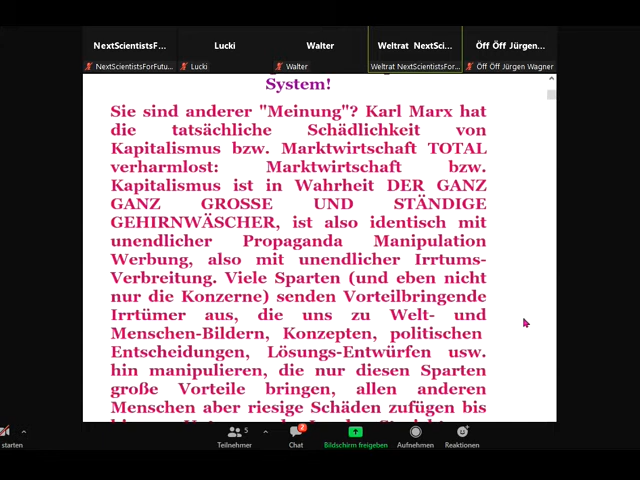 NextScientistsF...
Lucki
Walter
Weltrat NextSci...
Öff Öff Jürgen...
NextScientistsForFutu...
Lucki
Walter
Weltrat NextScientistsFor...
Öff Öff Jürgen Wagner
System!
Sie sind anderer "Meinung"? Karl Marx hat
die tatsächliche Schädlichkeit von
Kapitalismus bzw. Marktwirtschaft TOTAL
verharmlost: Marktwirtschaft bzw.
Kapitalismus ist in Wahrheit DER GANZ
GANZ GROSSE UND STÄNDIGE
GEHIRNWÄSCHER, ist also identisch mit
unendlicher Propaganda Manipulation
Werbung, also mit unendlicher Irrtums-
Verbreitung. Viele Sparten (und eben nicht
nur die Konzerne) senden Vorteilbringende
Irrtümer aus, die uns zu Welt- und
Menschen-Bildern, Konzepten, politischen
Entscheidungen, Lösungs-Entwürfen usw.
hin manipulieren, die nur diesen Sparten
große Vorteile bringen, allen anderen
Menschen aber riesige Schäden zufügen bis
starten
5
Teilnehmer
2
Chat
Bildschirm freigeben
Aufnehmen
Reaktionen